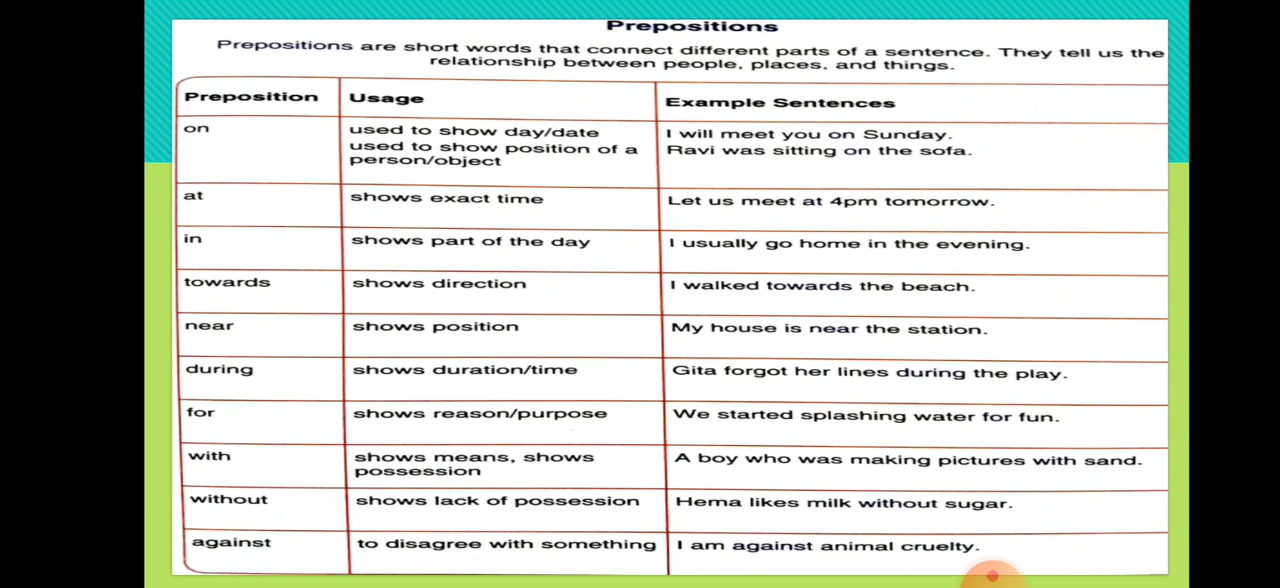 Prepositions
Prepositions are short words that connect different parts of a sentence. They tell us the
relationship between people, places, and things.
Preposition Usage Example Sentences
on used to show day/date I will meet you on Sunday.
used to show position of a Ravi was sitting on the sofa.
person/object
at shows exact time Let us meet at 4pm tomorrow.
in shows part of the day I usually go home in the evening.
towards shows direction I walked towards the beach.
near shows position My house is near the station.
during shows duration/time Gita forgot her lines during the play.
for shows reason/purpose We started splashing water for fun.
with shows means, shows A boy who was making pictures with sand.
possession
without shows lack of possession Hema likes milk without sugar.
against to disagree with something I am against animal cruelty.